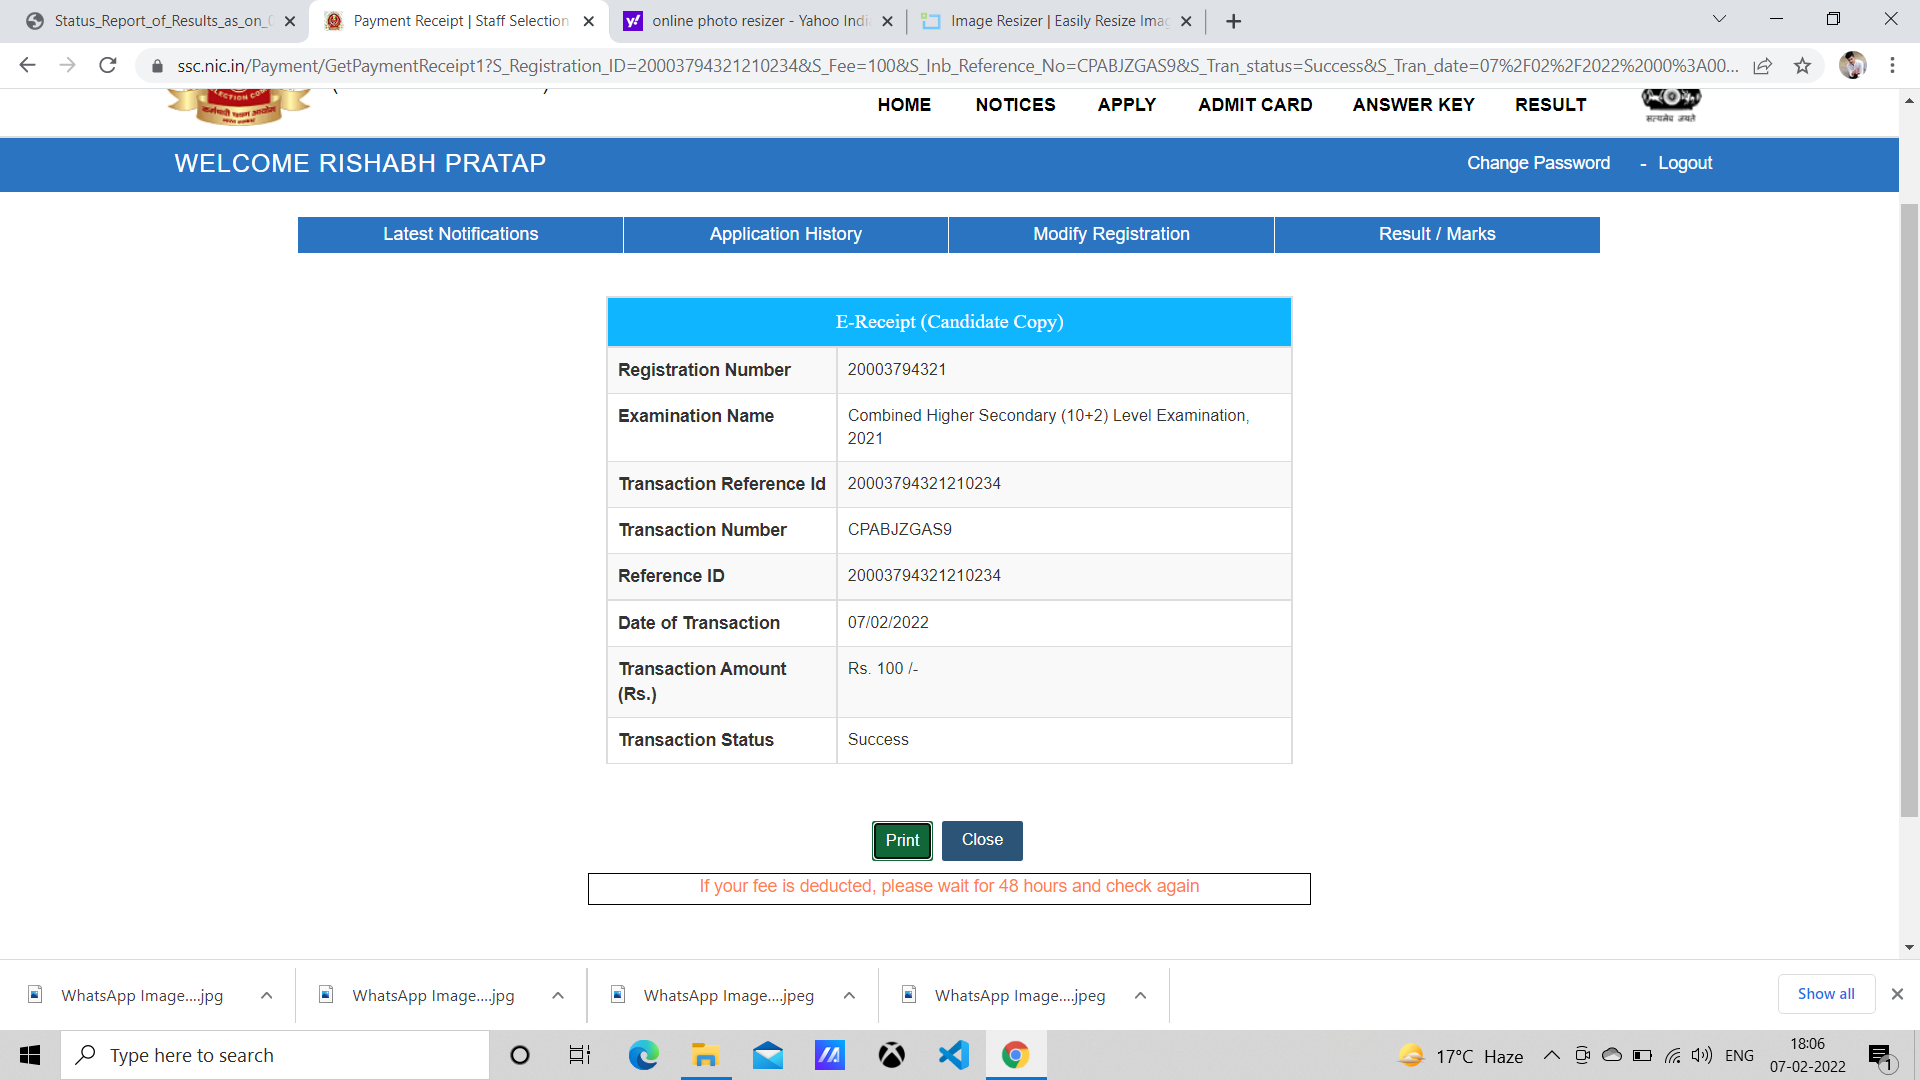 Status_Report_of_Results_as_on_
Payment Receipt | Staff Selection
online photo resizer - Yahoo Indi
Image Resizer | Easily Resize Imag
ssc.nic.in/Payment/GetPaymentReceipt1?S_Registration_ID=20003794321210234&S_Fee=100&S_Inb_Reference_No=CPABJZGAS9&S_Tran_status=Success&S_Tran_date=07%2F02%2F2022%2000%3A00...
HOME NOTICES APPLY ADMIT CARD ANSWER KEY RESULT
सत्यमेव जयते
WELCOME RISHABH PRATAP
Change Password - Logout
Latest Notifications Application History Modify Registration Result / Marks
E-Receipt (Candidate Copy)
Registration Number 20003794321
Examination Name Combined Higher Secondary (10+2) Level Examination,
2021
Transaction Reference Id 20003794321210234
Transaction Number CPABJZGAS9
Reference ID 20003794321210234
Date of Transaction 07/02/2022
Transaction Amount Rs. 100 /-
(Rs.)
Transaction Status Success
Print Close
If your fee is deducted, please wait for 48 hours and check again
WhatsApp Image....jpg WhatsApp Image....jpg WhatsApp Image....jpeg WhatsApp Image....jpeg Show all
Type here to search
17°C Haze
ENG
18:06
07-02-2022
1